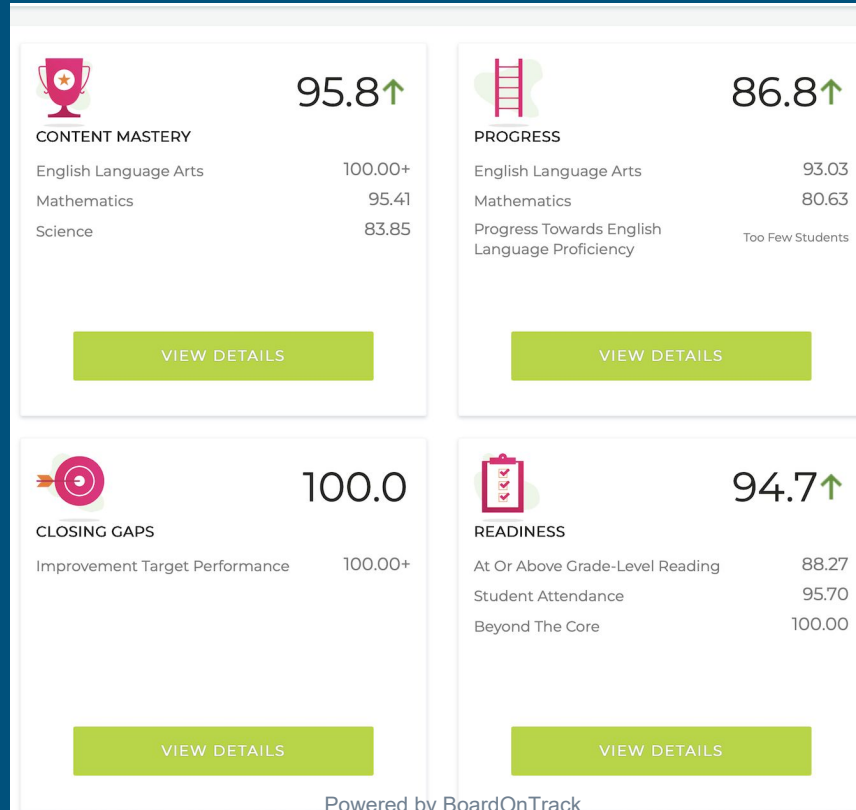 95.8↑
CONTENT MASTERY
English Language Arts 100.00+
Mathematics 95.41
Science 83.85
VIEW DETAILS
86.8↑
PROGRESS
English Language Arts 93.03
Mathematics 80.63
Progress Towards English
Language Proficiency Too Few Students
VIEW DETAILS
100.0
CLOSING GAPS
Improvement Target Performance 100.00+
VIEW DETAILS
94.7↑
READINESS
At Or Above Grade-Level Reading 88.27
Student Attendance 95.70
Beyond The Core 100.00
VIEW DETAILS
Powered by BoardOnTrack